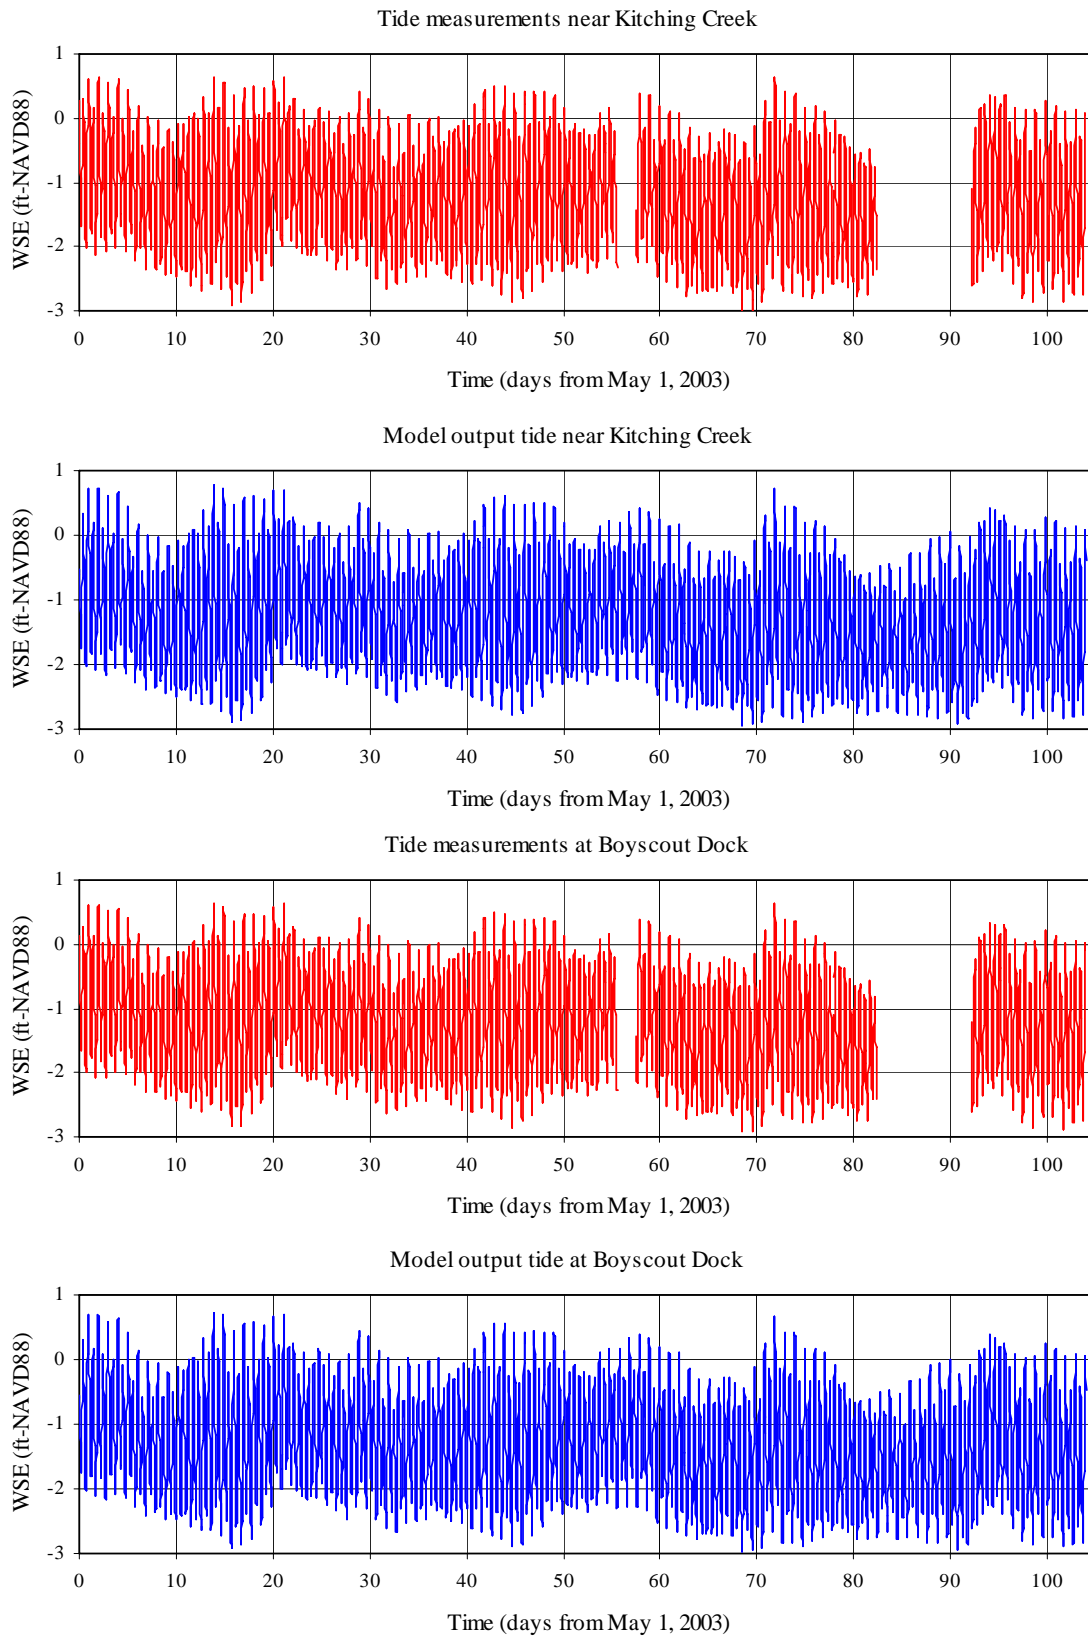 Tide measurements near Kitching Creek
1
0
-1
-2
-3
WSE (ft-NAVD88)
0 10 20 30 40 50 60 70 80 90 100
Time (days from May 1, 2003)
Model output tide near Kitching Creek
1
0
-1
-2
-3
WSE (ft-NAVD88)
0 10 20 30 40 50 60 70 80 90 100
Time (days from May 1, 2003)
Tide measurements at Boyscout Dock
1
0
-1
-2
-3
WSE (ft-NAVD88)
0 10 20 30 40 50 60 70 80 90 100
Time (days from May 1, 2003)
Model output tide at Boyscout Dock
1
0
-1
-2
-3
WSE (ft-NAVD88)
0 10 20 30 40 50 60 70 80 90 100
Time (days from May 1, 2003)